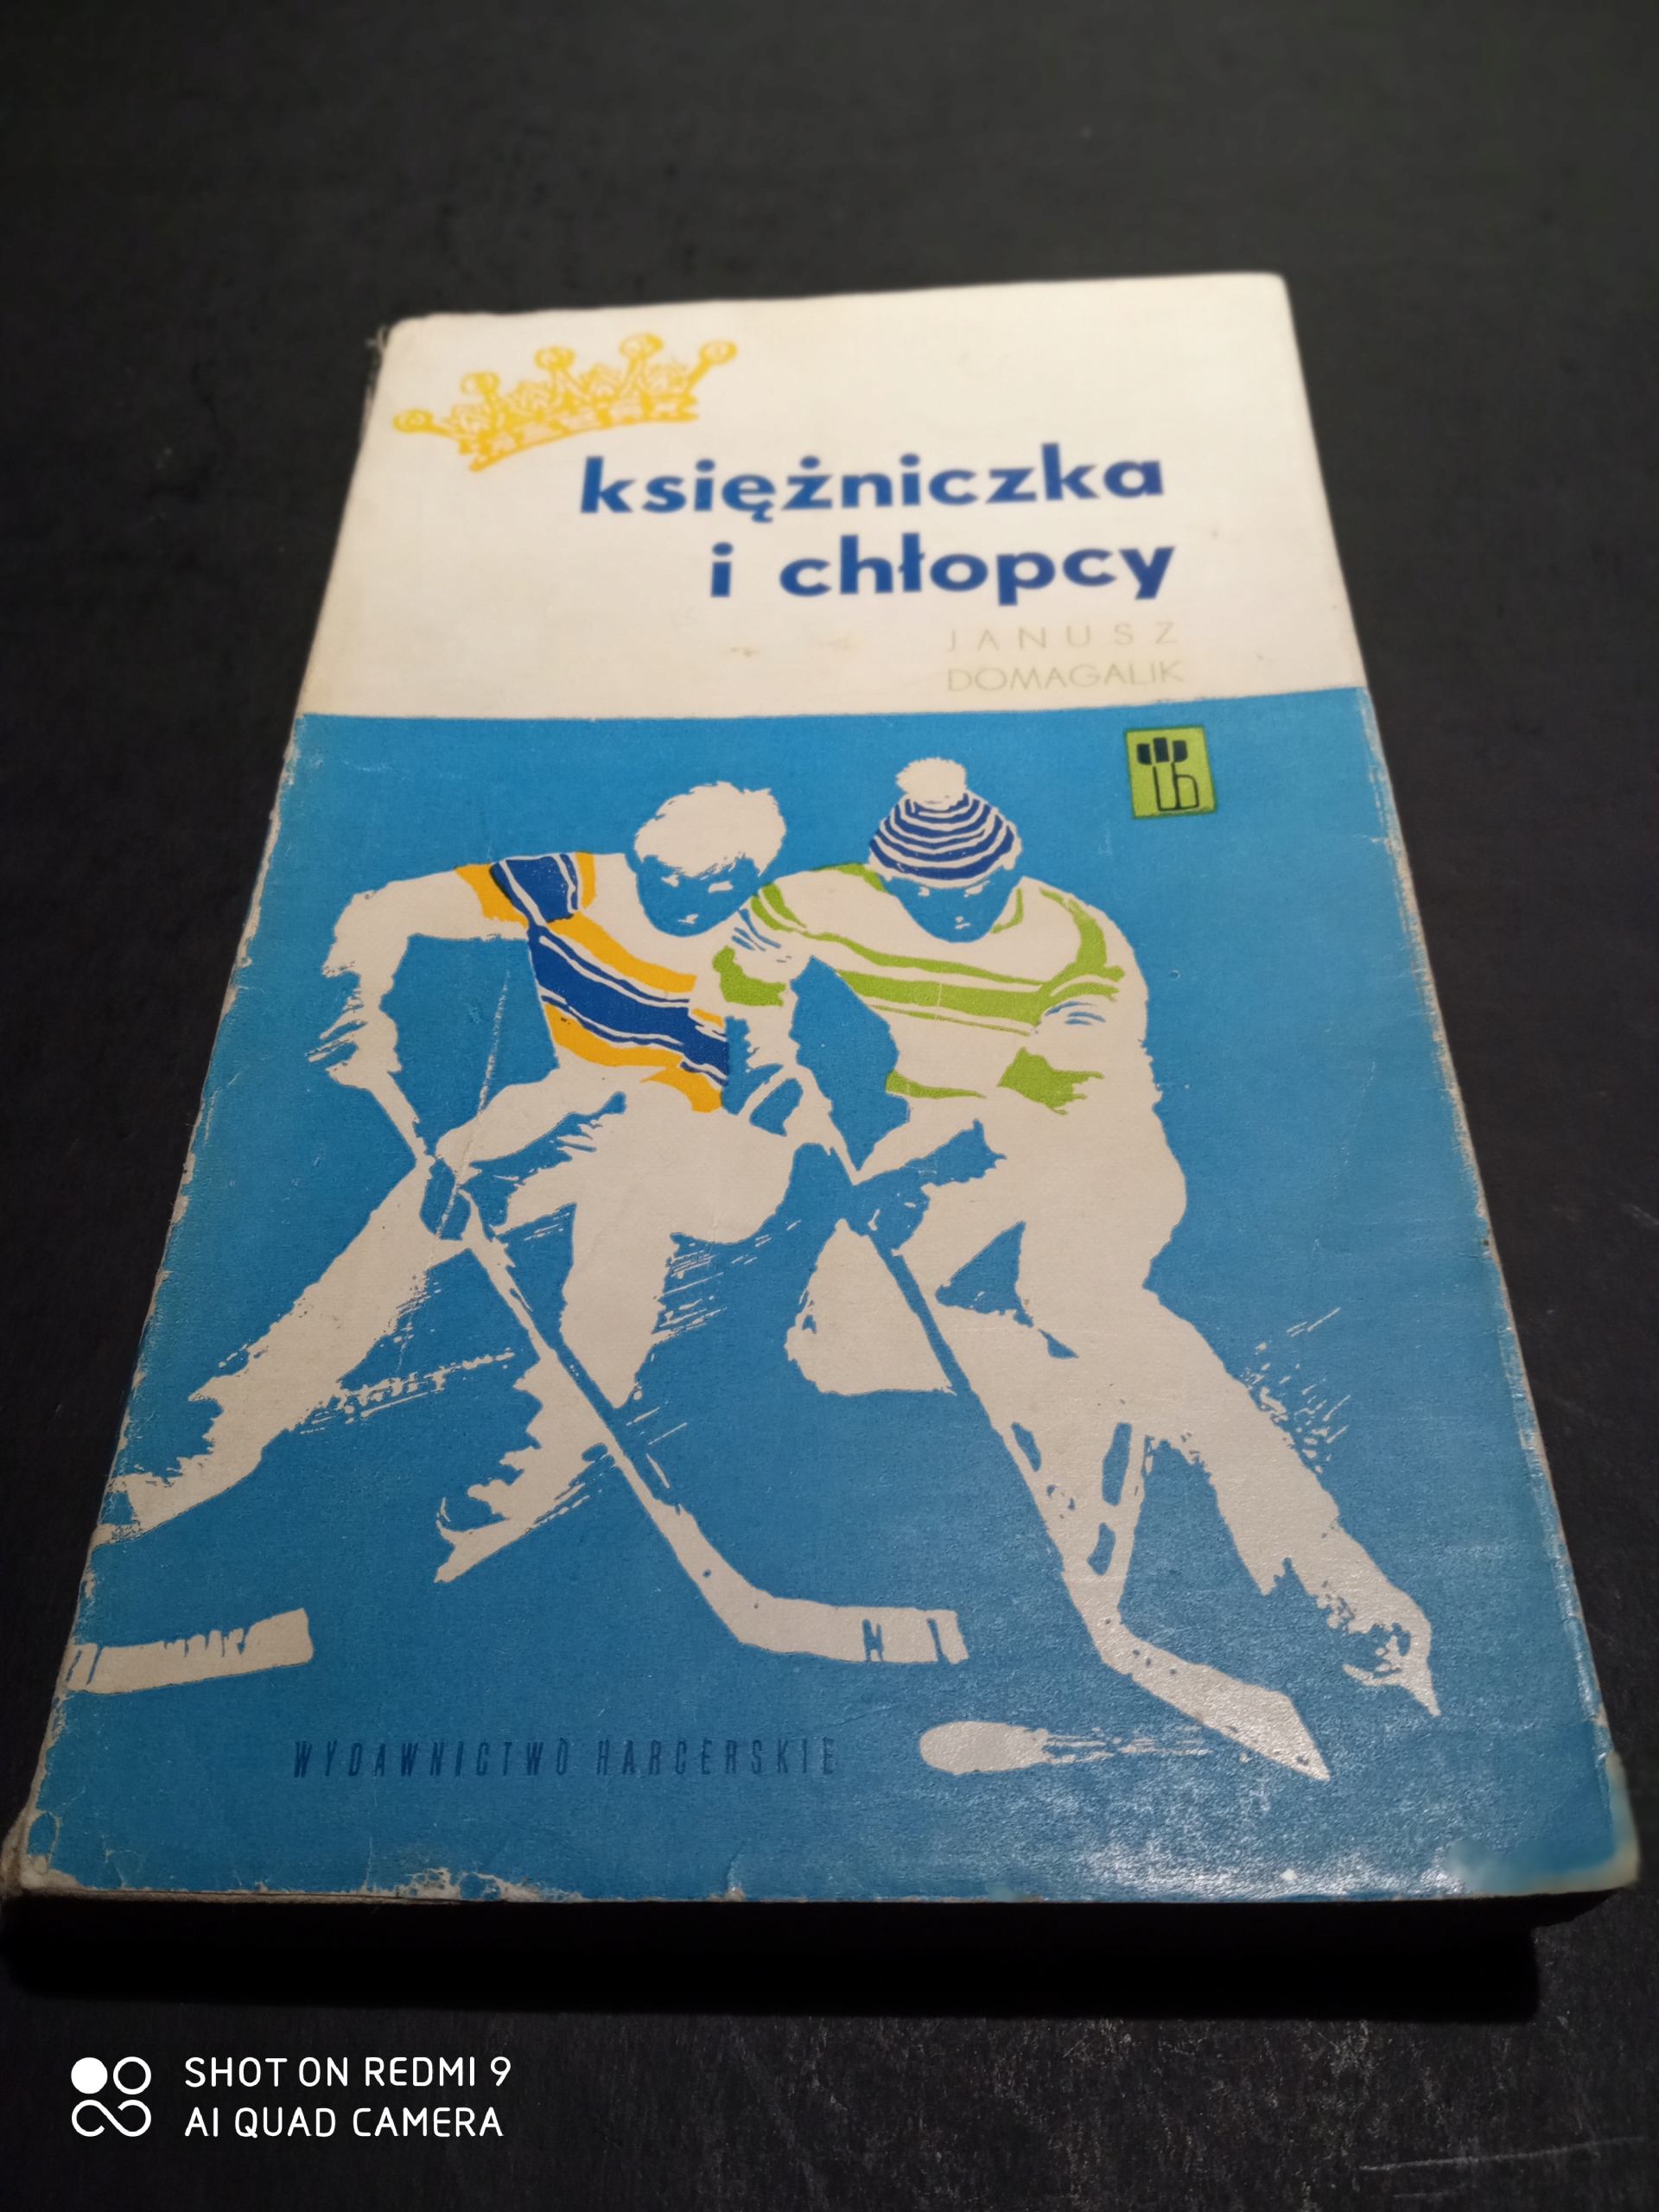 księżniczka
i chłopcy
JANUSZ
DOMAGALIK
WYDAWNICTWO HARCERSKIE
SHOT ON REDMI 9
AI QUAD CAMERA